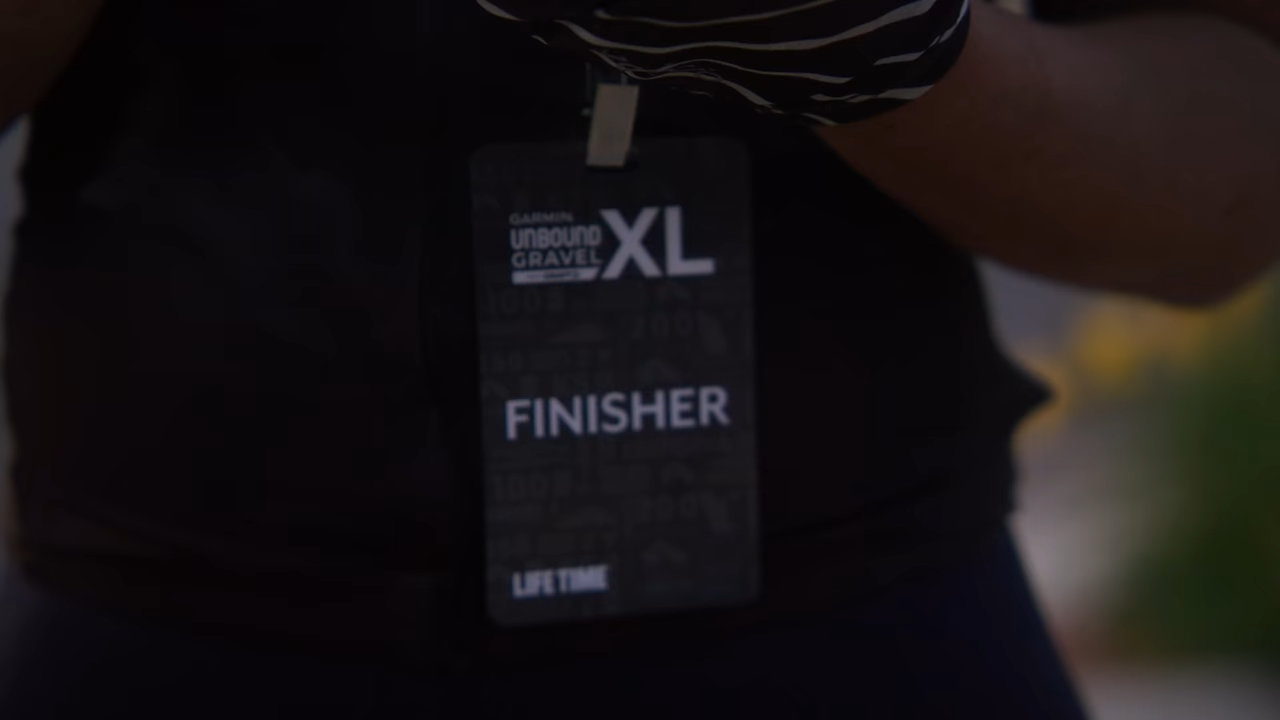 GARMIN
UNBOUND
GRAVEL
XL
FINISHER
LIFE TIME